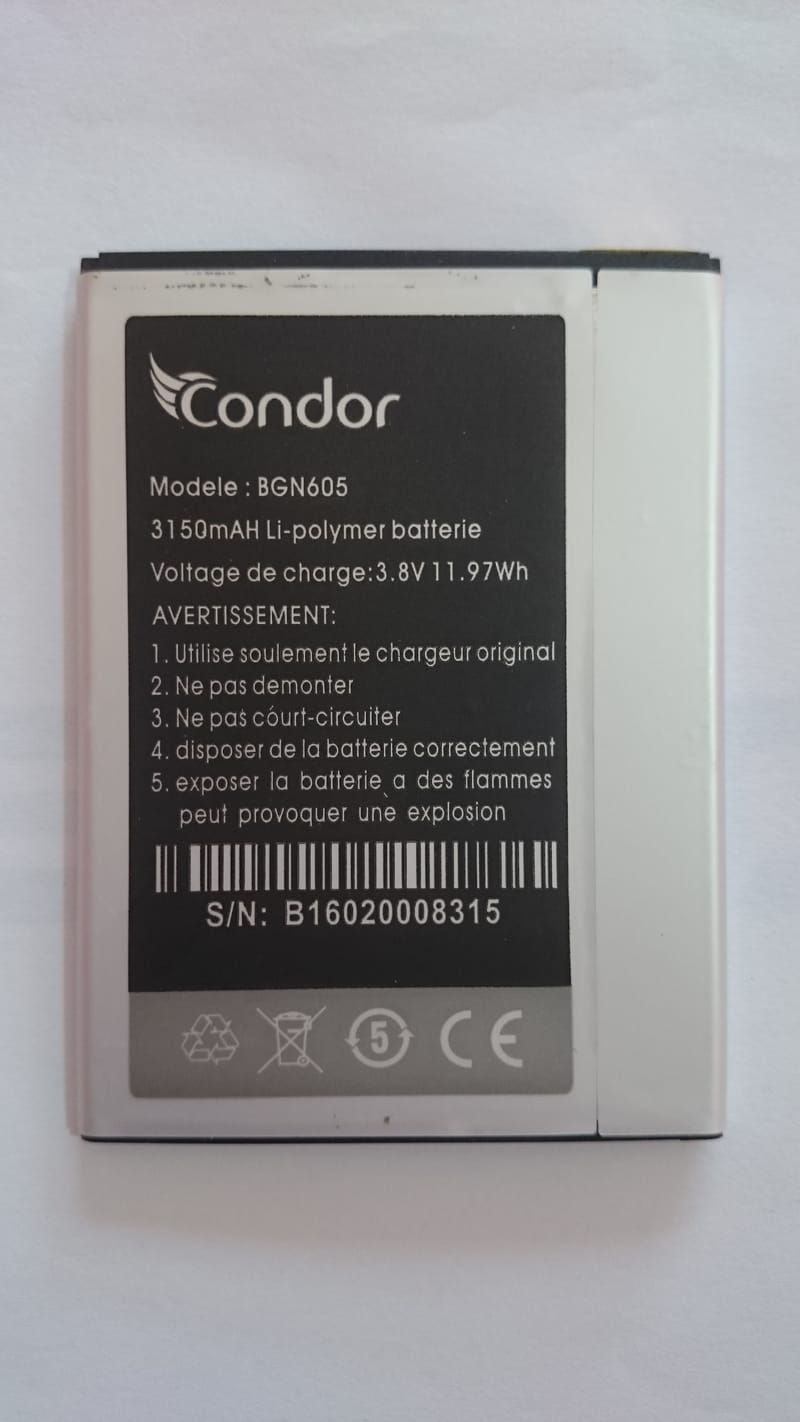 Condor
Modele : BGN605
3150mAH Li-polymer batterie
Voltage de charge:3.8V 11.97Wh
AVERTISSEMENT:
1. Utilise soulement le chargeur original
2. Ne pas demonter
3. Ne pas córt-circuiter
4. disposer de la batterie correctement
5. exposer la batterie a des flammes
peut provoquer une explosion
S/N: B16020008315
5
CE